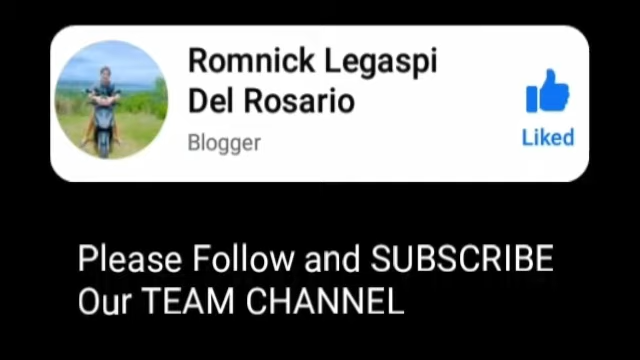 Romnick Legaspi
Del Rosario
Blogger
Liked
Please Follow and SUBSCRIBE
Our TEAM CHANNEL